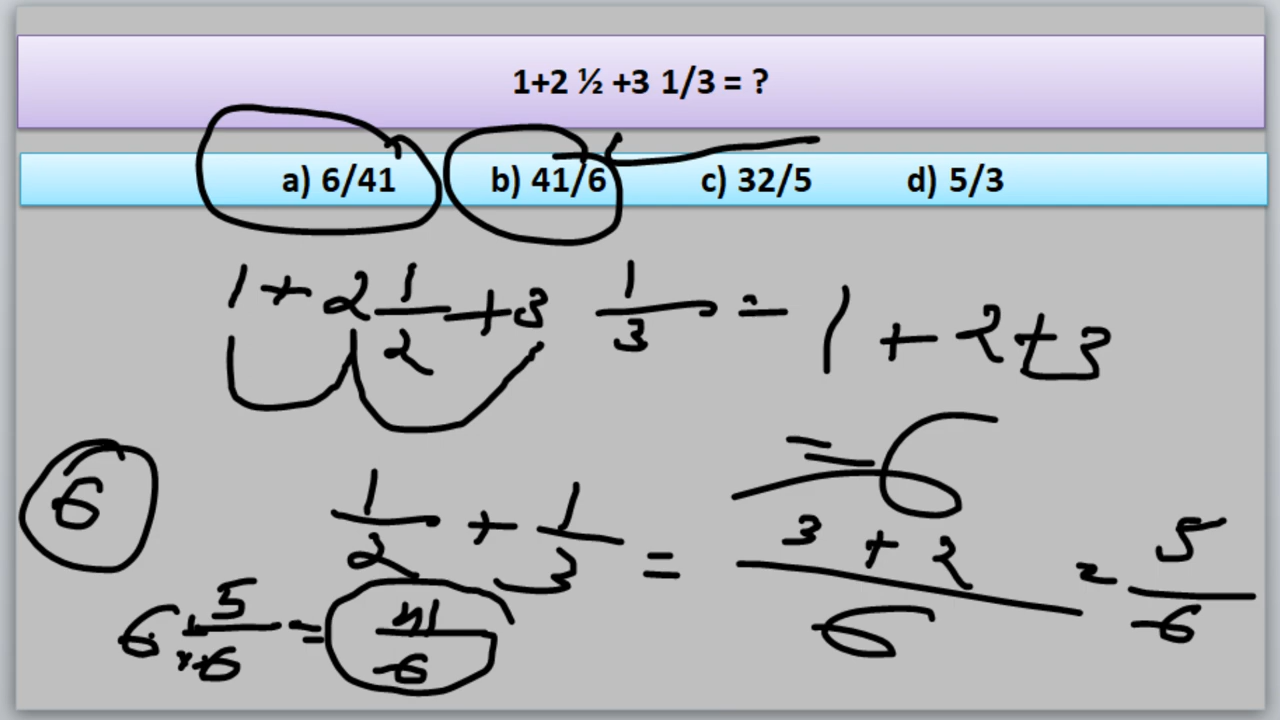 1+2 ½ +3 1/3 = ?
a) 6/41 b) 41/6 c) 32/5 d) 5/3
1 + 2 1/2 + 3 1/3 = 1 + 2 + 3
= 6
6
1/2 + 1/3 = 3 + 2/6 = 5/6
6 5/6 = 41/6